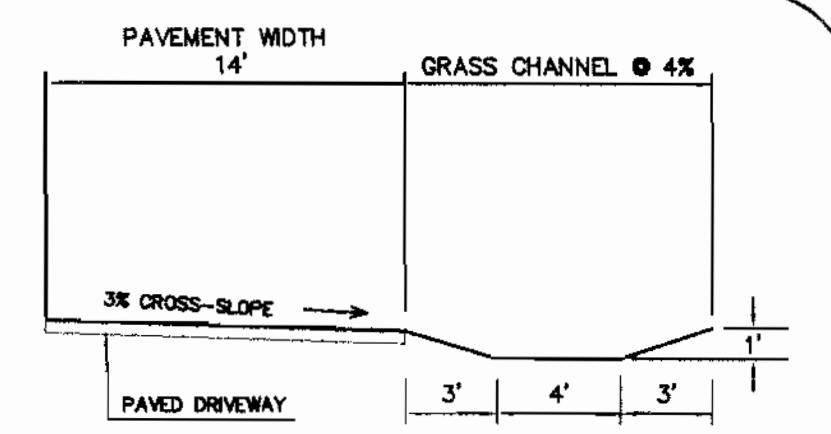 PAVEMENT WIDTH
14'
GRASS CHANNEL @ 4%
3% CROSS-SLOPE
1'
3'
4'
3'
PAVED DRIVEWAY